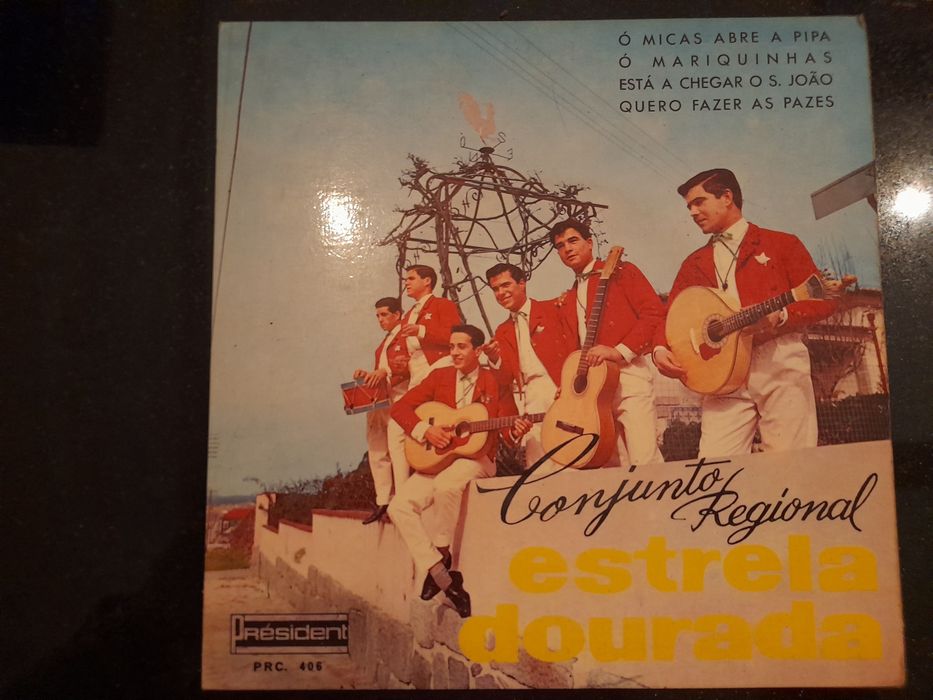 Ó MICAS ABRE A PIPA
Ó MARIQUINHAS
ESTÁ A CHEGAR O S. JOÃO
QUERO FAZER AS PAZES
Conjunto
Regional
estrela
dourada
Président
PRC. 406